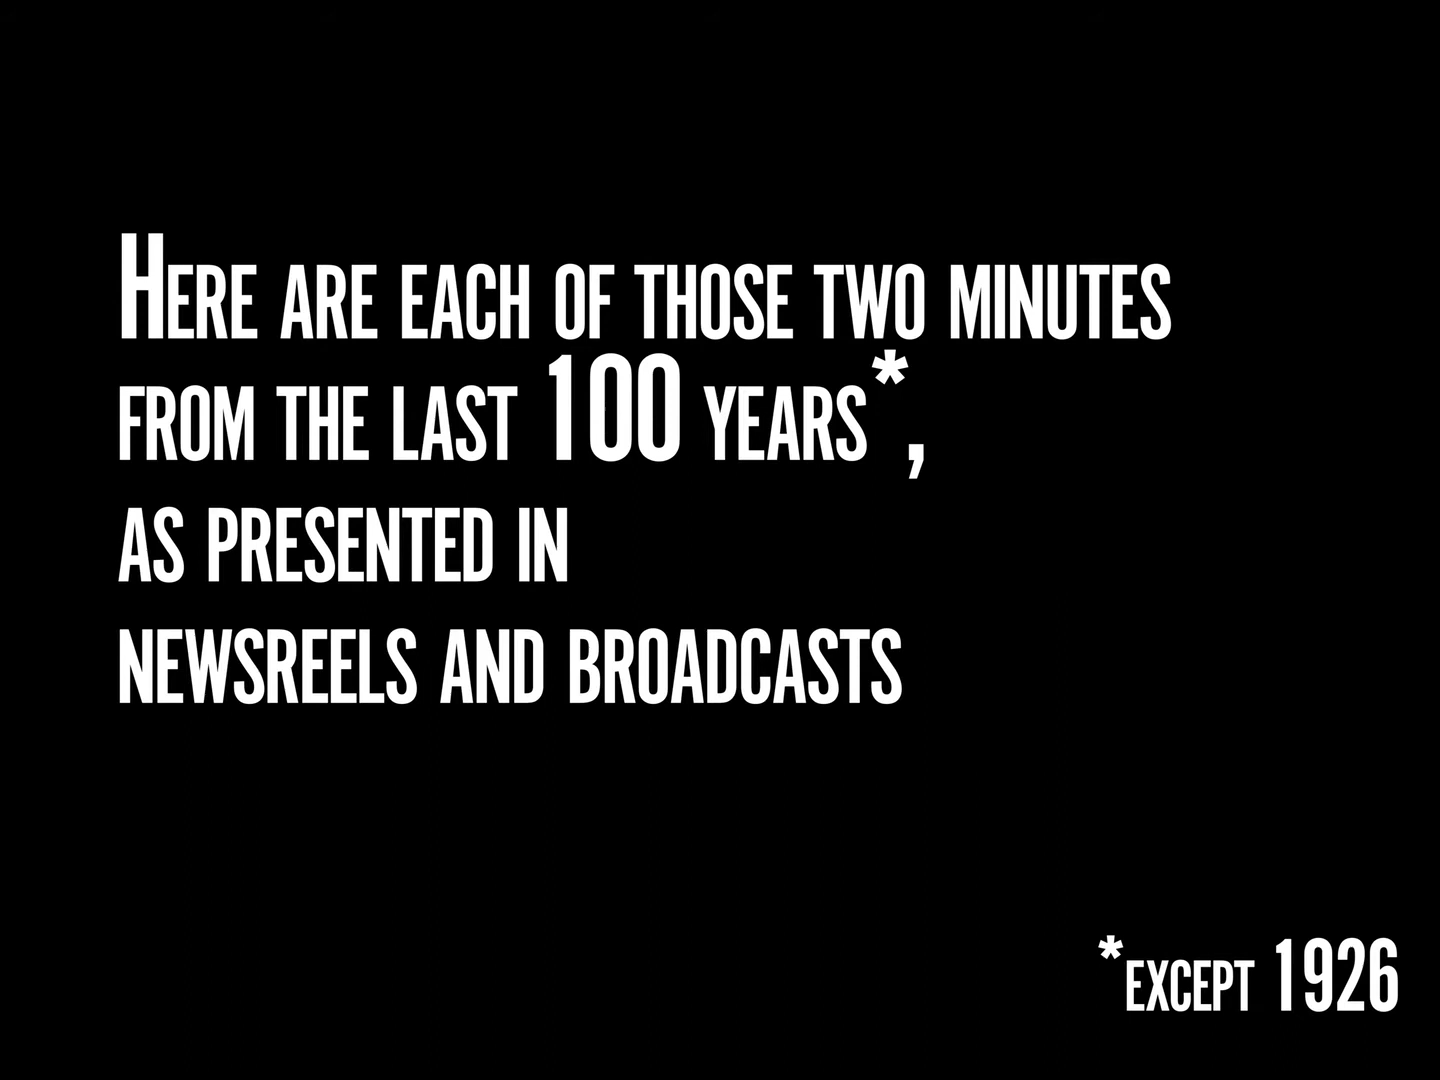 Here are each of those two minutes
from the last 100 years*,
as presented in
newsreels and broadcasts
*except 1926